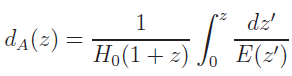 d_A(z) = \frac{1}{H_0(1+z)} \int_0^z \frac{dz'}{E(z')}